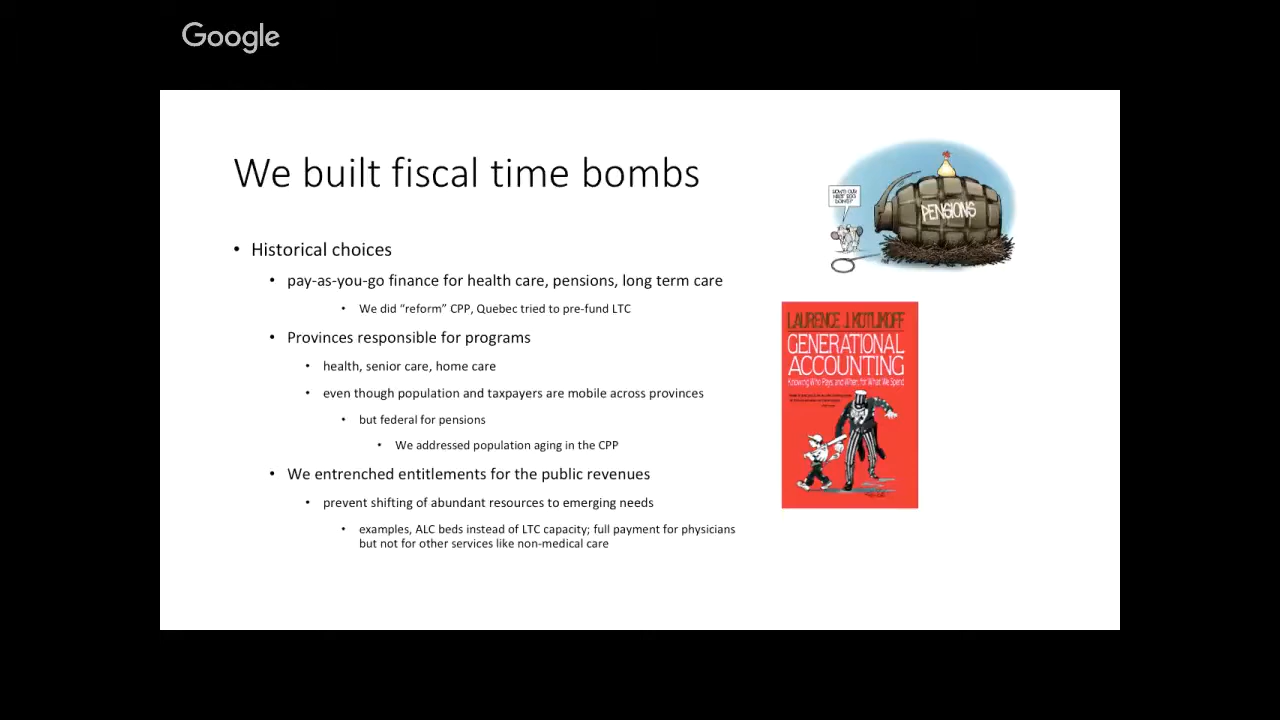 Google
We built fiscal time bombs
• Historical choices
• pay-as-you-go finance for health care, pensions, long term care
• We did “reform” CPP, Quebec tried to pre-fund LTC
• Provinces responsible for programs
• health, senior care, home care
• even though population and taxpayers are mobile across provinces
• but federal for pensions
• We addressed population aging in the CPP
• We entrenched entitlements for the public revenues
• prevent shifting of abundant resources to emerging needs
• examples, ALC beds instead of LTC capacity; full payment for physicians
but not for other services like non-medical care
HOW'S OUR
NEST EGG
DOING?
PENSIONS
LAURENCE J. KOTLIKOFF
GENERATIONAL
ACCOUNTING
Knowing Who Pays, and When, for What We Spend